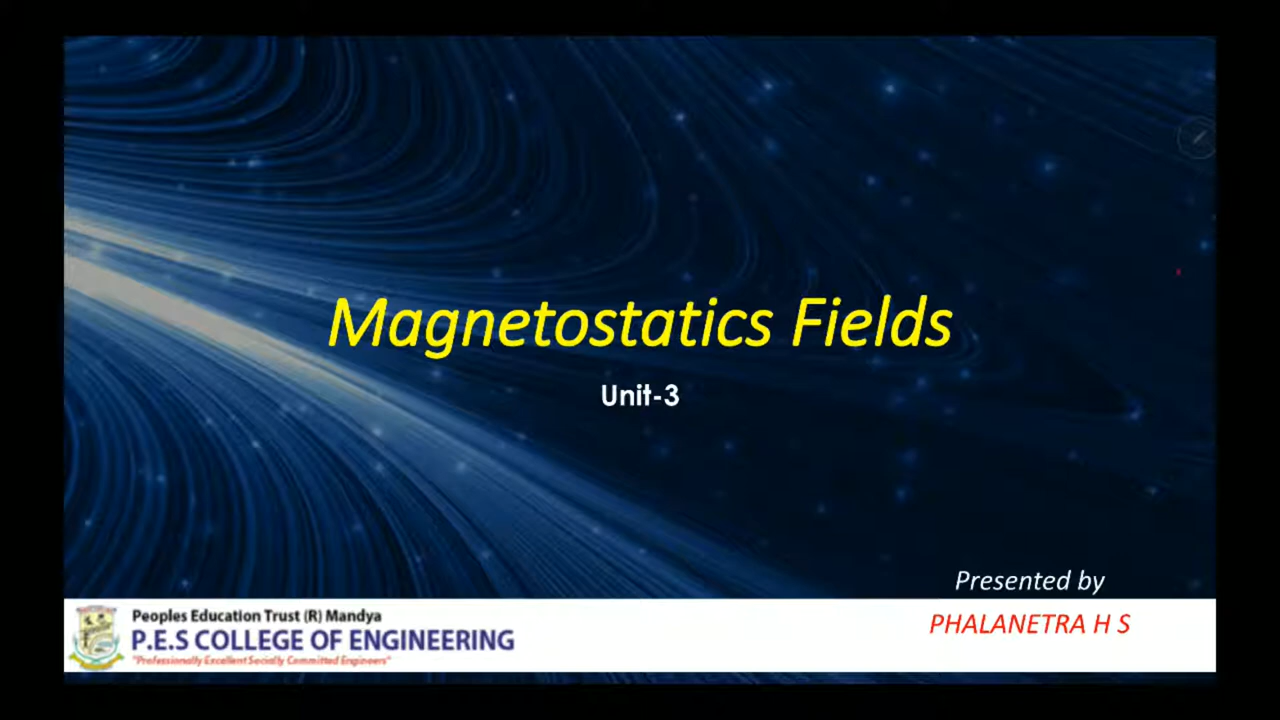 Magnetostatics Fields
Unit-3
Presented by
PHALANETRA H S
Peoples Education Trust (R) Mandya
P.E.S COLLEGE OF ENGINEERING
"Professionally Excellent Socially Committed Engineers"